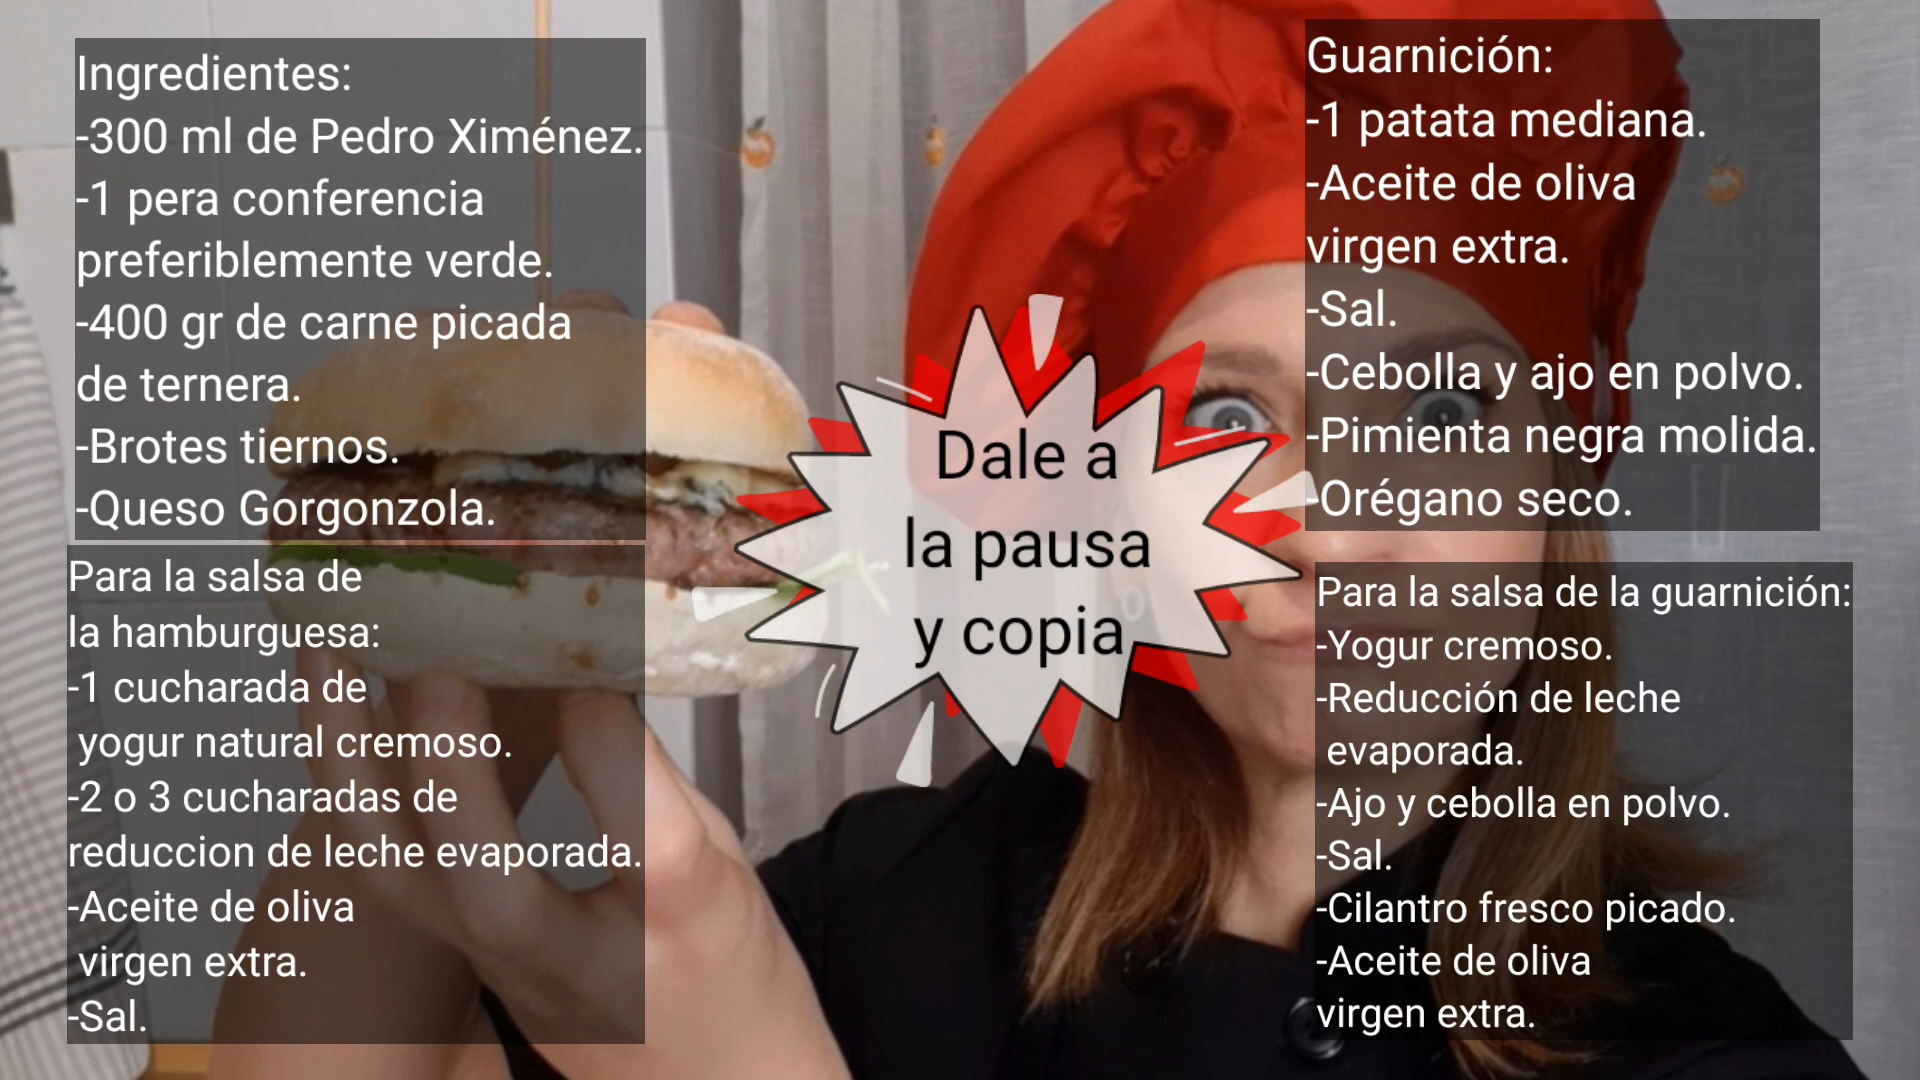 Ingredientes:
-300 ml de Pedro Ximénez.
-1 pera conferencia
preferiblemente verde.
-400 gr de carne picada
de ternera.
-Brotes tiernos.
-Queso Gorgonzola.
Para la salsa de
la hamburguesa:
-1 cucharada de
yogur natural cremoso.
-2 o 3 cucharadas de
reduccion de leche evaporada.
-Aceite de oliva
virgen extra.
-Sal.
Dale a
la pausa
y copia
Guarnición:
-1 patata mediana.
-Aceite de oliva
virgen extra.
-Sal.
-Cebolla y ajo en polvo.
-Pimienta negra molida.
-Orégano seco.
Para la salsa de la guarnición:
-Yogur cremoso.
-Reducción de leche
evaporada.
-Ajo y cebolla en polvo.
-Sal.
-Cilantro fresco picado.
-Aceite de oliva
virgen extra.